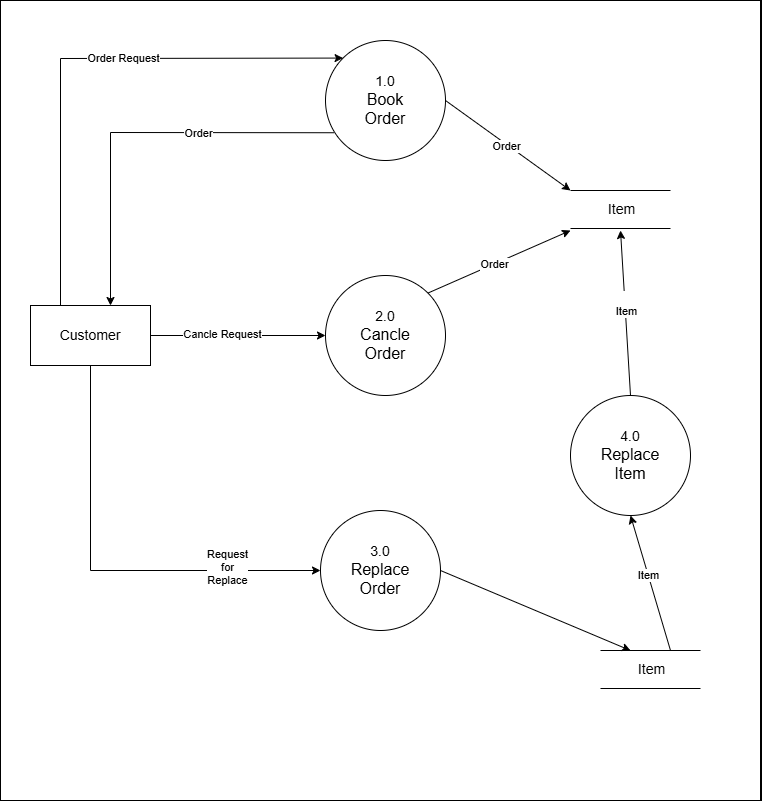 Order Request
1.0
Book
Order
Order
Order
Item
Order
2.0
Cancle
Order
Customer
Cancle Request
Item
4.0
Replace
Item
3.0
Replace
Order
Request
for
Replace
Item
Item